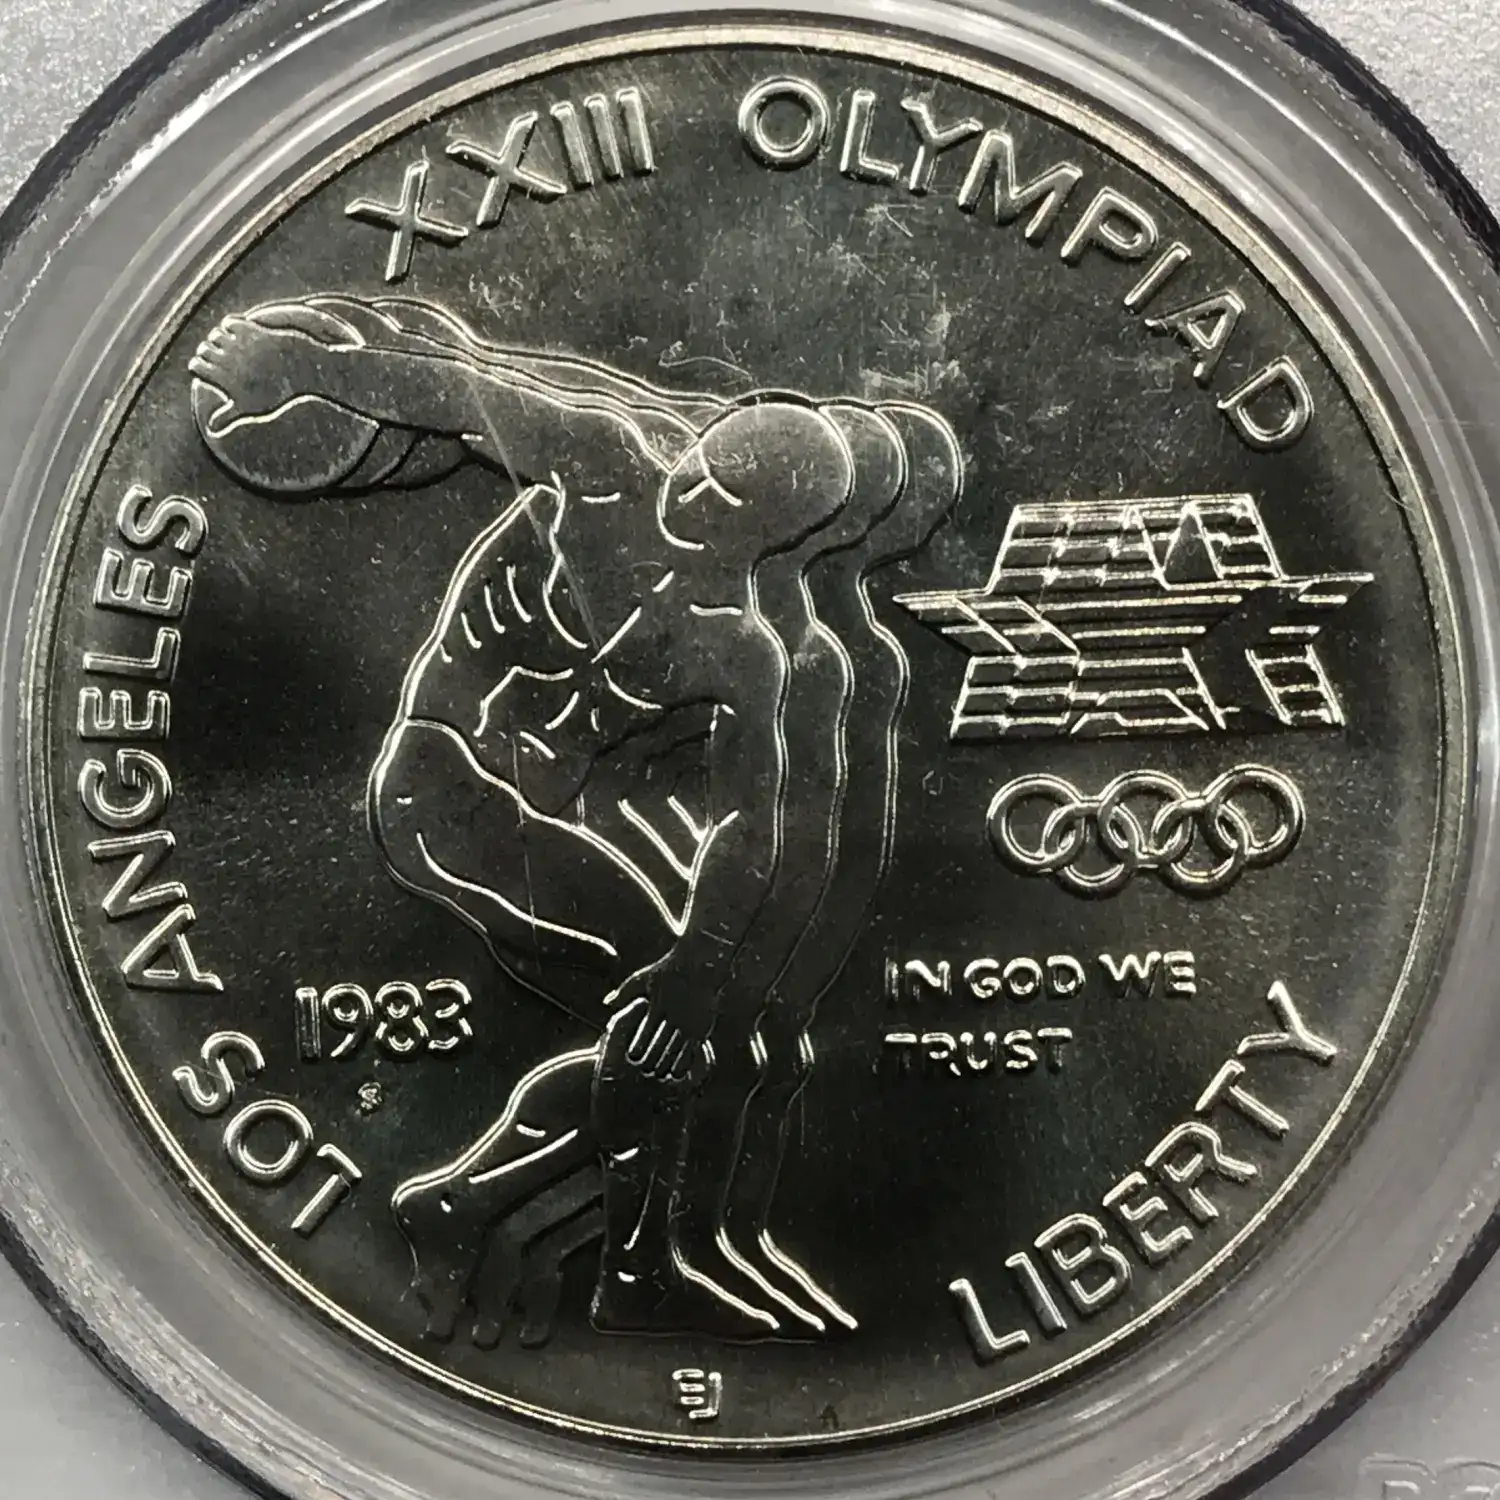 XXIII OLYMPIAD
LOS ANGELES
1983
S
IN GOD WE
TRUST
LIBERTY
EJ